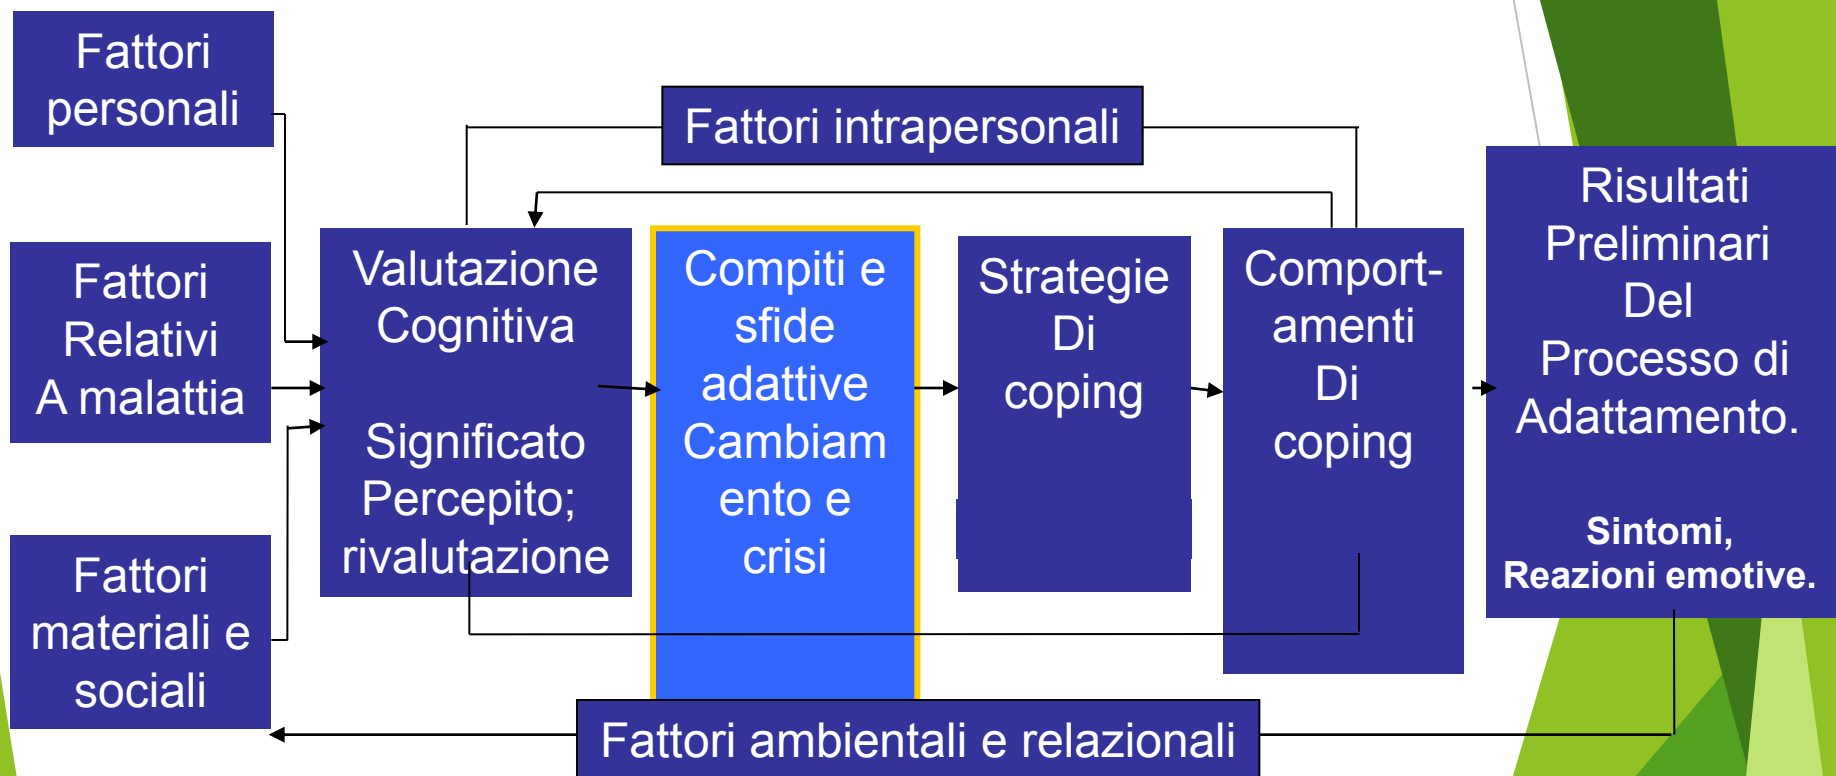 Fattori
personali
Fattori intrapersonali
Fattori
Relativi
A malattia
Fattori
materiali e
sociali
Valutazione
Cognitiva
Significato
Percepito;
rivalutazione
Compiti e
sfide
adattive
Cambiam
ento e
crisi
Strategie
Di
coping
Comport-
amenti
Di
coping
Risultati
Preliminari
Del
Processo di
Adattamento.
Sintomi,
Reazioni emotive.
Fattori ambientali e relazionali